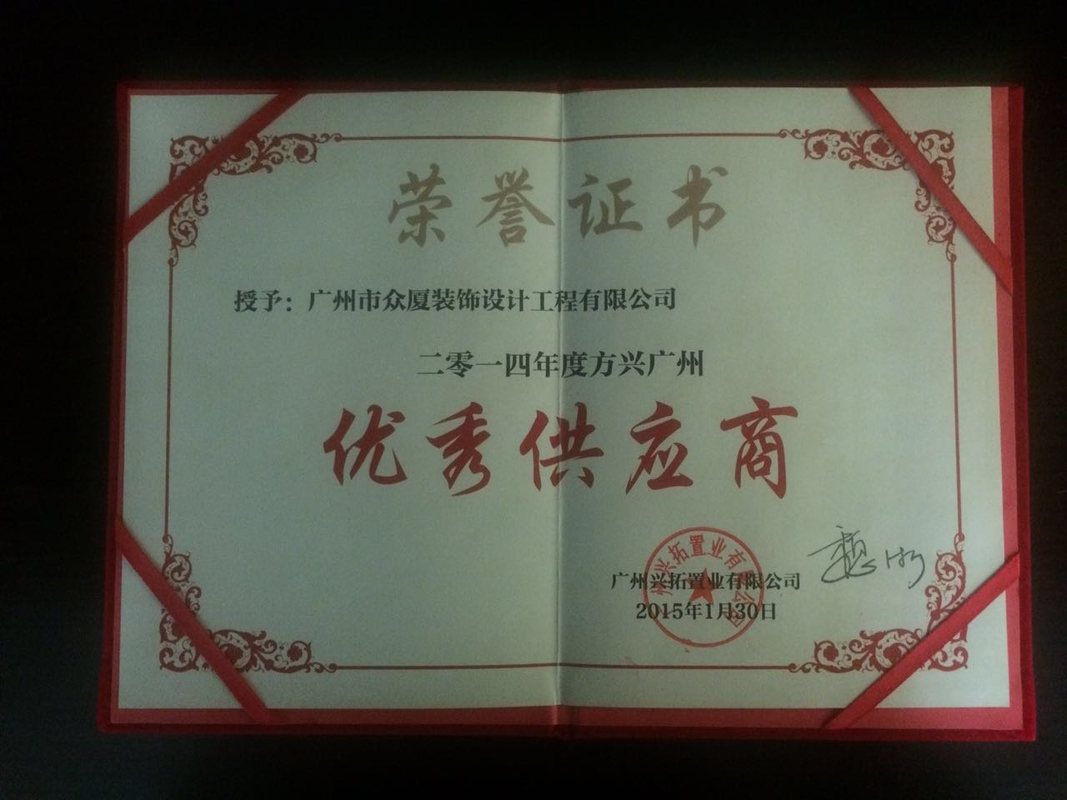 荣誉证书
授予：广州市众厦装饰设计工程有限公司
二零一四年度方兴广州
优秀供应商
广州兴拓置业有限公司
2015年1月30日